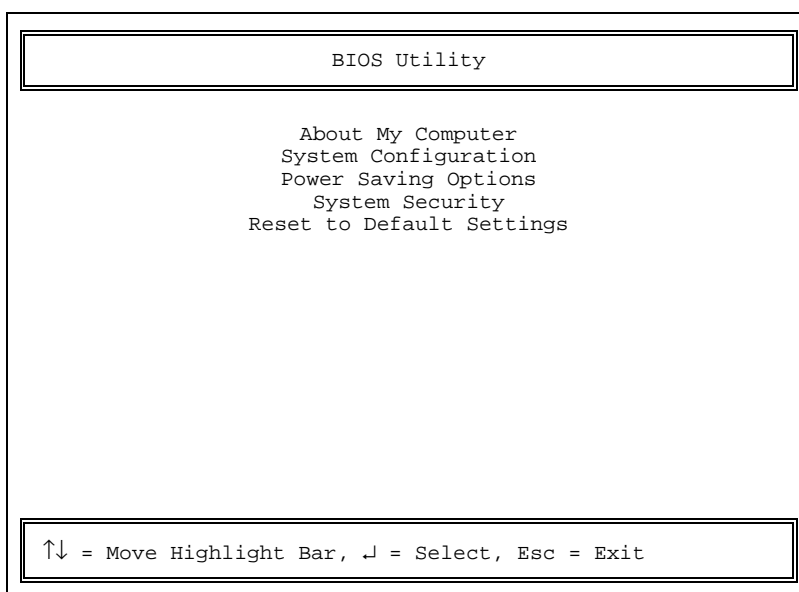 BIOS Utility
About My Computer
System Configuration
Power Saving Options
System Security
Reset to Default Settings
↑↓ = Move Highlight Bar, ↵ = Select, Esc = Exit